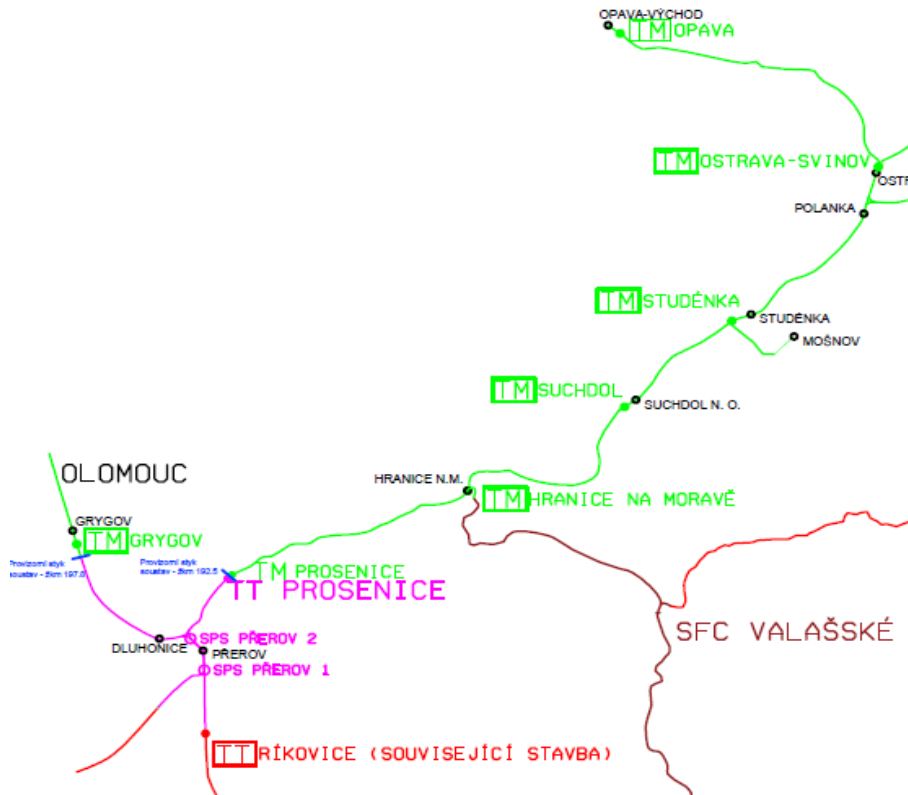 OPAVA-VÝCHOD
TM OPAVA
TM OSTRAVA-SVINOV
OSTR
POLANKA
TM STUDÉNKA
STUDÉNKA
MOŠNOV
TM SUCHDOL
SUCHDOL N. O.
OLOMOUC
HRANICE N.M.
TM HRANICE NA MORAVĚ
GRYGOV
TM GRYGOV
Provizorní styk
soustav - žkm 197.0
Provizorní styk
soustav - žkm 192.5
TM PROSENICE
TT PROSENICE
SPS PŘEROV 2
DLUHONICE
PŘEROV
SPS PŘEROV 1
SFC VALAŠSKÉ
TT RÍKOVICE (SOUVISEJÍCÍ STAVBA)